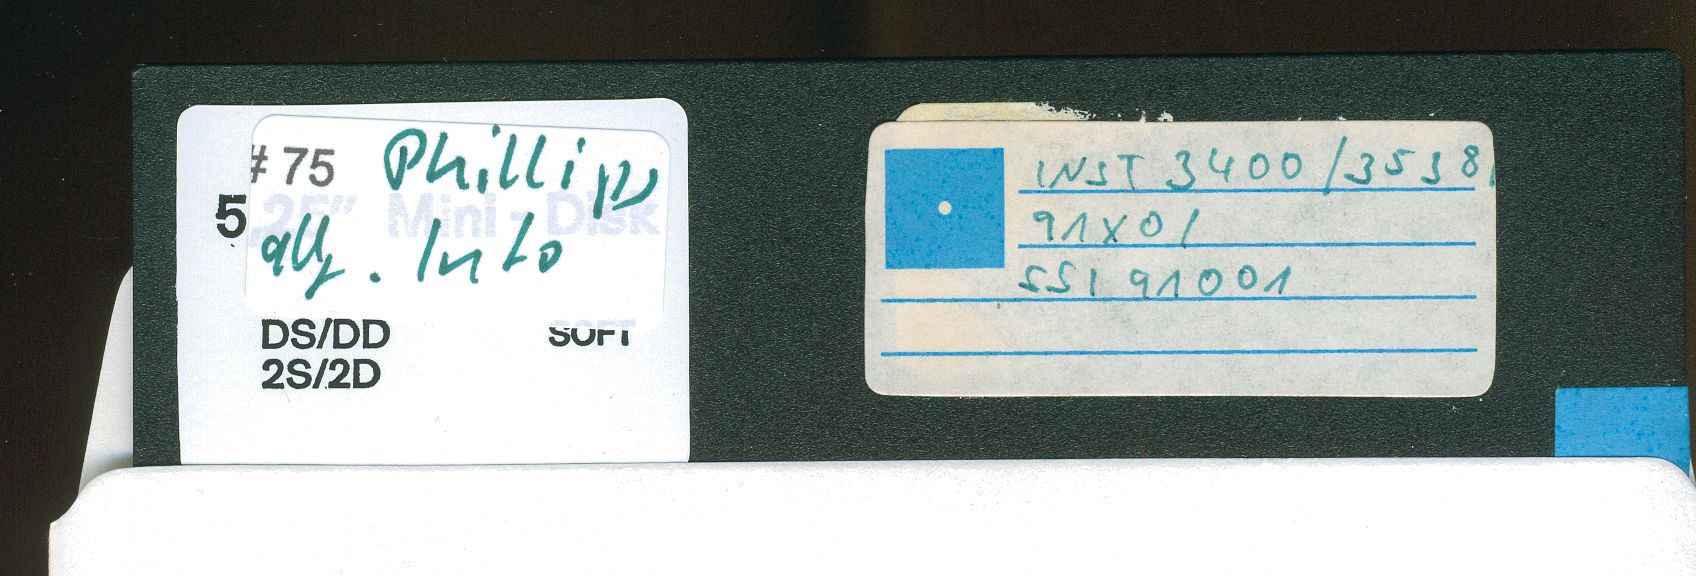 # 75 Phillips
5.25" Mini-Disk
allg. Info
DS/DD SOFT
2S/2D
INST 3400/3538
91X01
SSI 91001